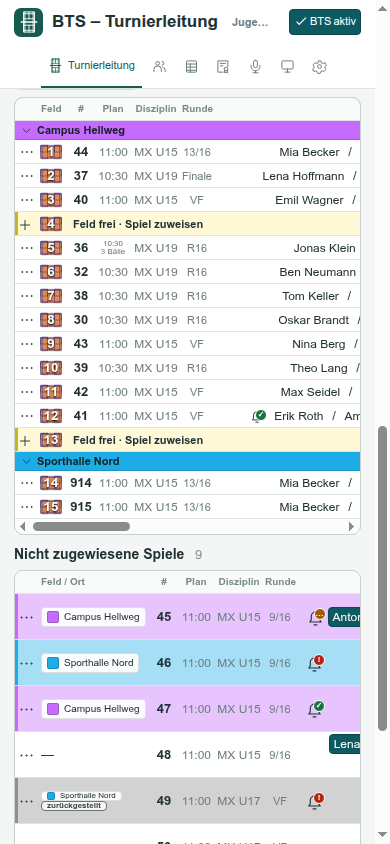 BTS – Turnierleitung Juge... BTS aktiv
Turnierleitung
Feld # Plan Disziplin Runde
Campus Hellweg
1 44 11:00 MX U15 13/16 Mia Becker /
2 37 10:30 MX U19 Finale Lena Hoffmann /
3 40 11:00 MX U15 VF Emil Wagner /
4 Feld frei · Spiel zuweisen
5 36 10:30 3 Bälle MX U19 R16 Jonas Klein
6 32 10:30 MX U19 R16 Ben Neumann
7 38 10:30 MX U19 R16 Tom Keller /
8 30 10:30 MX U19 R16 Oskar Brandt /
9 43 11:00 MX U15 VF Nina Berg /
10 39 10:30 MX U19 R16 Theo Lang /
11 42 11:00 MX U15 VF Max Seidel /
12 41 11:00 MX U15 VF Erik Roth / Am
13 Feld frei · Spiel zuweisen
Sporthalle Nord
14 914 11:00 MX U15 13/16 Mia Becker /
15 915 11:00 MX U15 13/16 Mia Becker /
Nicht zugewiesene Spiele 9
Feld / Ort # Plan Disziplin Runde
Campus Hellweg 45 11:00 MX U15 9/16 Anton
Sporthalle Nord 46 11:00 MX U15 9/16
Campus Hellweg 47 11:00 MX U15 9/16
Lena
— 48 11:00 MX U15 9/16
Sporthalle Nord
zurückgestellt 49 11:00 MX U17 VF